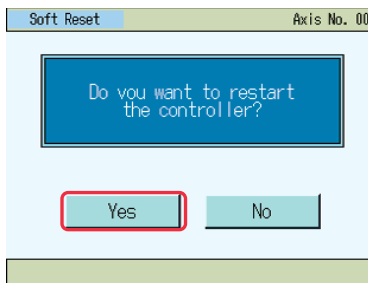 Soft Reset
Axis No. 00
Do you want to restart
the controller?
Yes
No